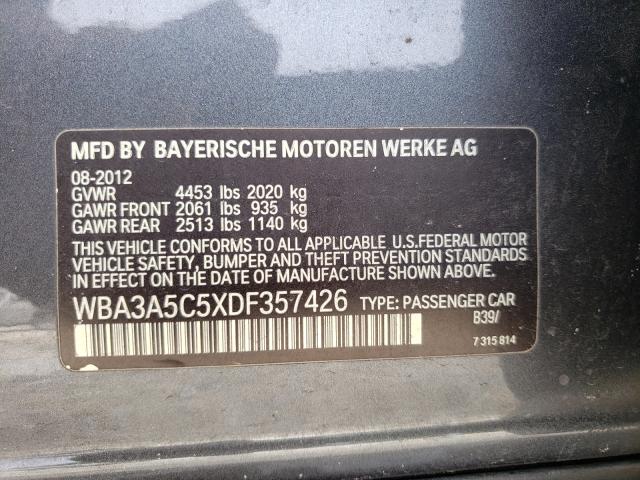 MFD BY BAYERISCHE MOTOREN WERKE AG
08-2012
GVWR 4453 lbs 2020 kg
GAWR FRONT 2061 lbs 935 kg
GAWR REAR 2513 lbs 1140 kg
THIS VEHICLE CONFORMS TO ALL APPLICABLE U.S.FEDERAL MOTOR
VEHICLE SAFETY, BUMPER AND THEFT PREVENTION STANDARDS
IN EFFECT ON THE DATE OF MANUFACTURE SHOWN ABOVE.
WBA3A5C5XDF357426 TYPE: PASSENGER CAR
B39/
7 315 814